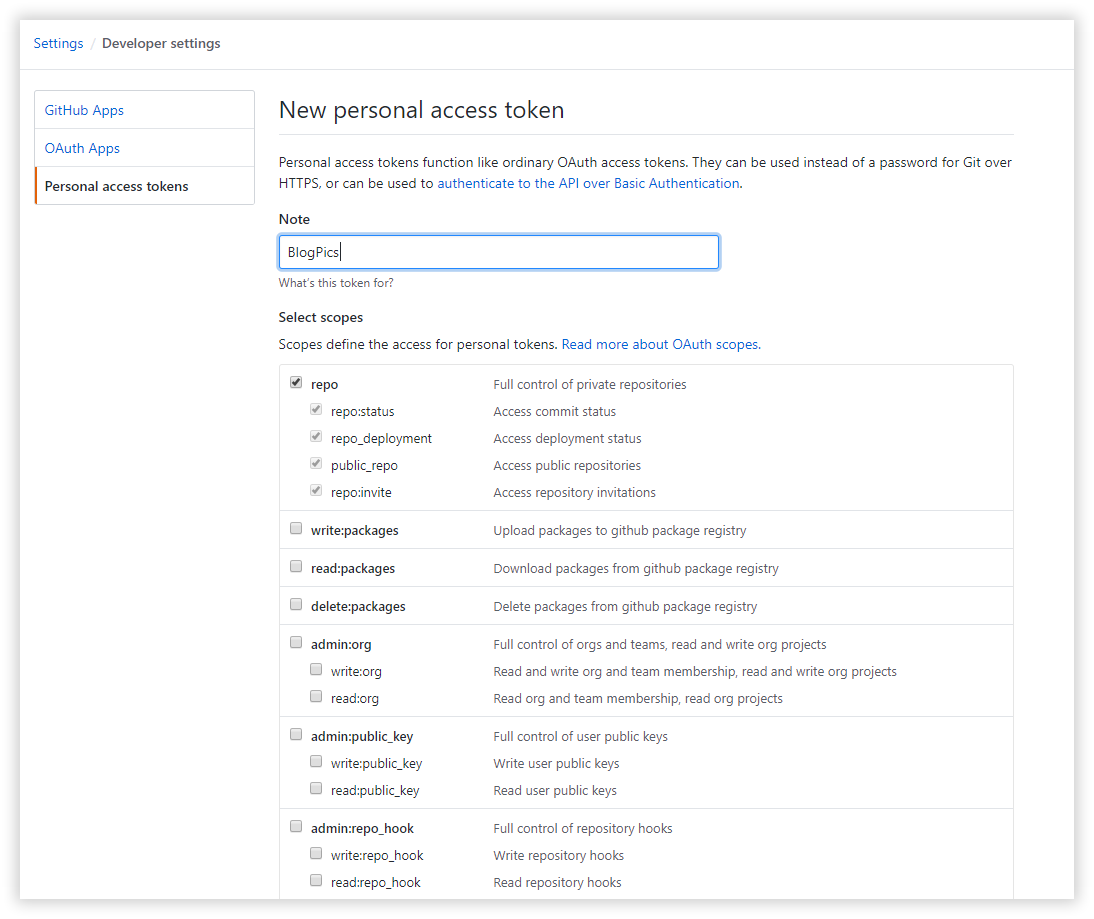 Settings / Developer settings
GitHub Apps
OAuth Apps
Personal access tokens
New personal access token
Personal access tokens function like ordinary OAuth access tokens. They can be used instead of a password for Git over
HTTPS, or can be used to authenticate to the API over Basic Authentication.
Note
BlogPics
What's this token for?
Select scopes
Scopes define the access for personal tokens. Read more about OAuth scopes.
repo Full control of private repositories
repo:status Access commit status
repo_deployment Access deployment status
public_repo Access public repositories
repo:invite Access repository invitations
write:packages Upload packages to github package registry
read:packages Download packages from github package registry
delete:packages Delete packages from github package registry
admin:org Full control of orgs and teams, read and write org projects
write:org Read and write org and team membership, read and write org projects
read:org Read org and team membership, read org projects
admin:public_key Full control of user public keys
write:public_key Write user public keys
read:public_key Read user public keys
admin:repo_hook Full control of repository hooks
write:repo_hook Write repository hooks
read:repo_hook Read repository hooks